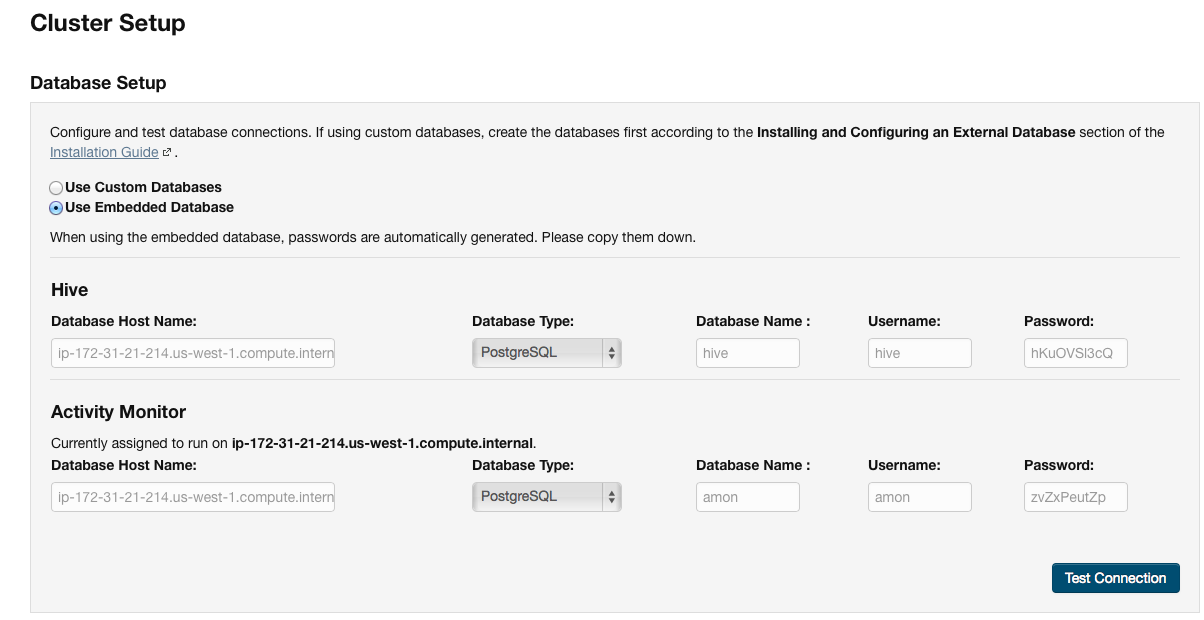 Cluster Setup
Database Setup
Configure and test database connections. If using custom databases, create the databases first according to the Installing and Configuring an External Database section of the
Installation Guide .
Use Custom Databases
Use Embedded Database
When using the embedded database, passwords are automatically generated. Please copy them down.
Hive
Database Host Name: Database Type: Database Name : Username: Password:
ip-172-31-21-214.us-west-1.compute.intern PostgreSQL hive hive hKuOVSl3cQ
Activity Monitor
Currently assigned to run on ip-172-31-21-214.us-west-1.compute.internal.
Database Host Name: Database Type: Database Name : Username: Password:
ip-172-31-21-214.us-west-1.compute.intern PostgreSQL amon amon zvZxPeutZp
Test Connection